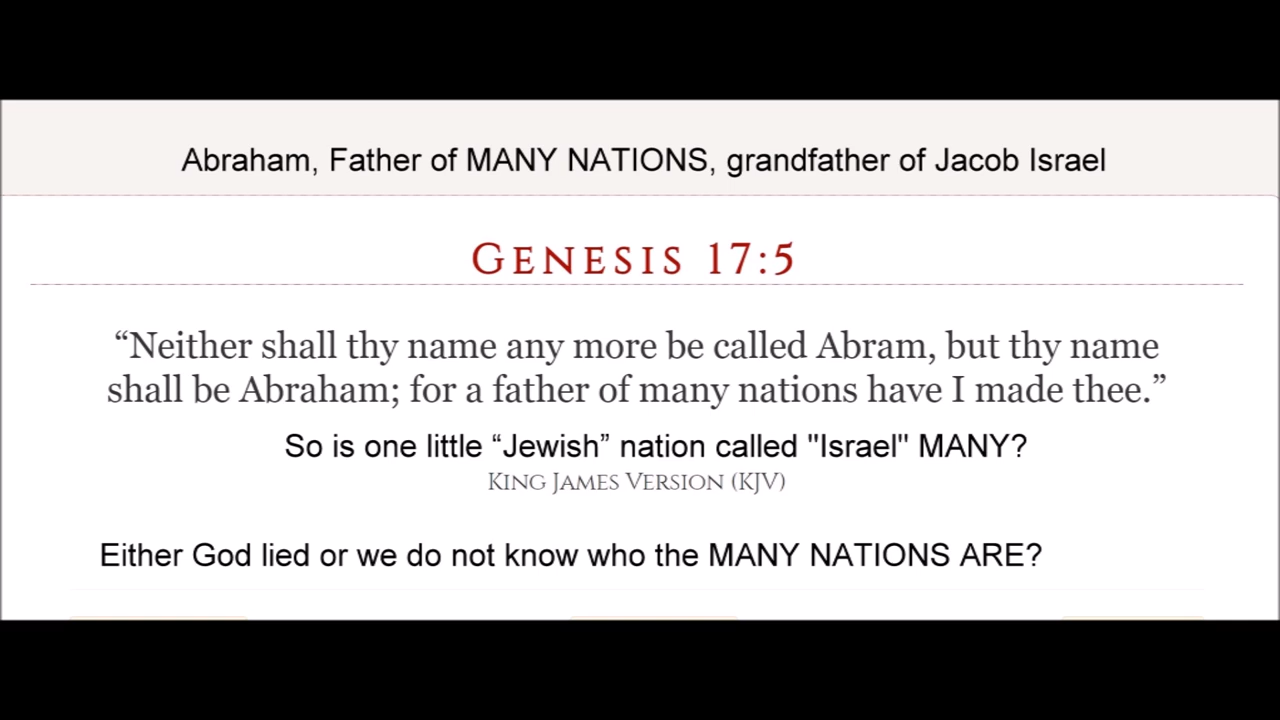 Abraham, Father of MANY NATIONS, grandfather of Jacob Israel
GENESIS 17:5
“Neither shall thy name any more be called Abram, but thy name
shall be Abraham; for a father of many nations have I made thee.”
So is one little “Jewish” nation called "Israel" MANY?
KING JAMES VERSION (KJV)
Either God lied or we do not know who the MANY NATIONS ARE?